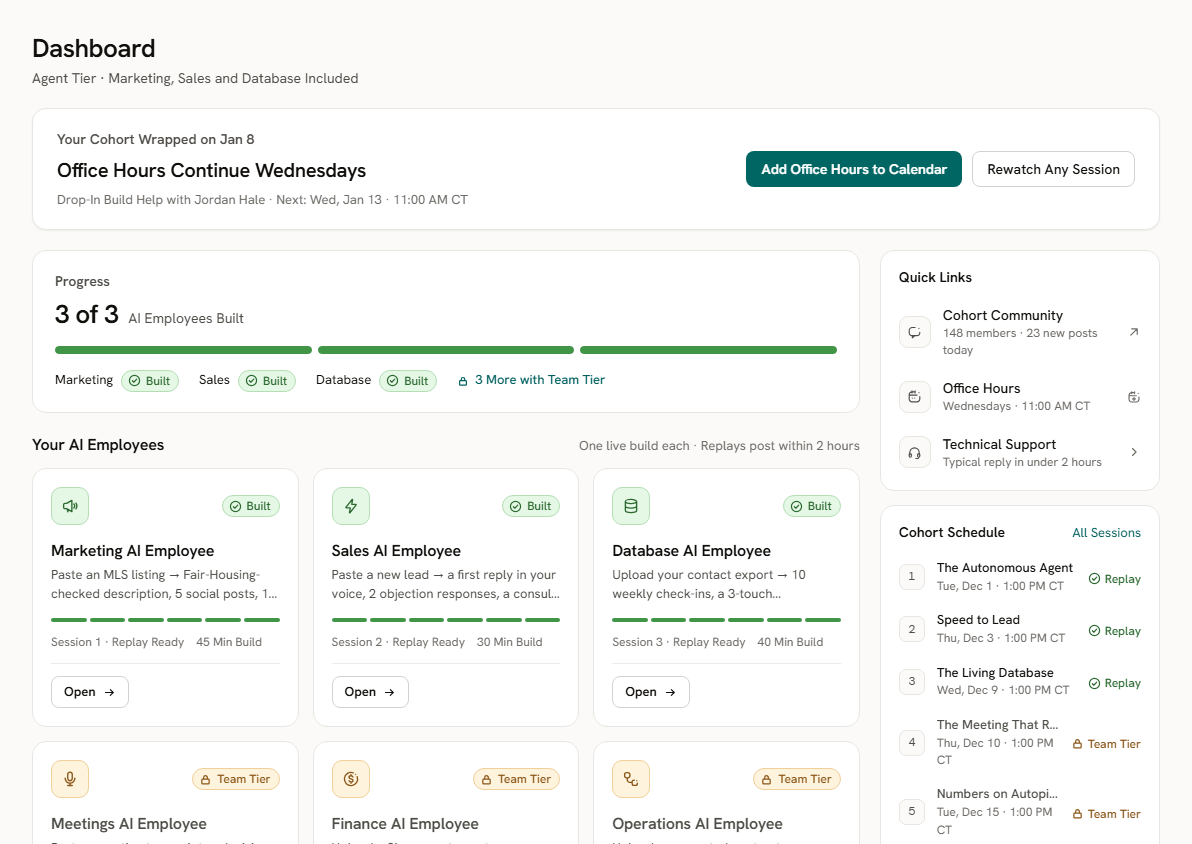 Dashboard
Agent Tier · Marketing, Sales and Database Included
Your Cohort Wrapped on Jan 8
Office Hours Continue Wednesdays
Drop-In Build Help with Jordan Hale · Next: Wed, Jan 13 · 11:00 AM CT
Add Office Hours to Calendar
Rewatch Any Session
Progress
3 of 3 AI Employees Built
Marketing Built Sales Built Database Built 3 More with Team Tier
Your AI Employees
One live build each · Replays post within 2 hours
Built
Marketing AI Employee
Paste an MLS listing → Fair-Housing-
checked description, 5 social posts, 1...
Session 1 · Replay Ready 45 Min Build
Open →
Built
Sales AI Employee
Paste a new lead → a first reply in your
voice, 2 objection responses, a consul...
Session 2 · Replay Ready 30 Min Build
Open →
Built
Database AI Employee
Upload your contact export → 10
weekly check-ins, a 3-touch...
Session 3 · Replay Ready 40 Min Build
Open →
Team Tier
Meetings AI Employee
Team Tier
Finance AI Employee
Team Tier
Operations AI Employee
Quick Links
Cohort Community
148 members · 23 new posts
today
Office Hours
Wednesdays · 11:00 AM CT
Technical Support
Typical reply in under 2 hours
Cohort Schedule
All Sessions
1
The Autonomous Agent
Tue, Dec 1 · 1:00 PM CT
Replay
2
Speed to Lead
Thu, Dec 3 · 1:00 PM CT
Replay
3
The Living Database
Wed, Dec 9 · 1:00 PM CT
Replay
4
The Meeting That R...
Thu, Dec 10 · 1:00 PM
CT
Team Tier
5
Numbers on Autopi...
Tue, Dec 15 · 1:00 PM
CT
Team Tier